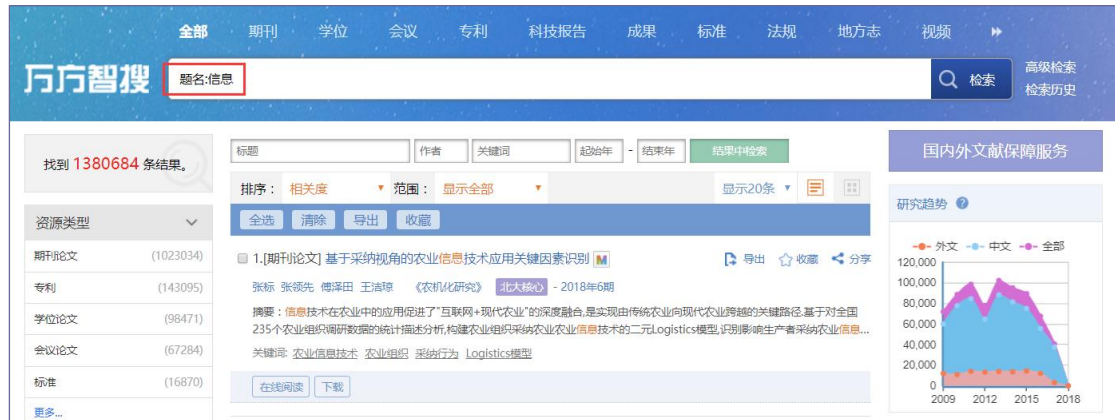 全部 期刊 学位 会议 专利 科技报告 成果 标准 法规 地方志 视频
万方智搜 题名:信息 检索 高级检索
检索历史
找到 1380684 条结果。
标题 作者 关键词 起始年 - 结束年 结果中检索
国内外文献保障服务
排序： 相关度 范围： 显示全部 显示20条
资源类型
全选 清除 导出 收藏
研究趋势 ?
期刊论文 (1023034)
专利 (143095)
学位论文 (98471)
会议论文 (67284)
标准 (16870)
更多...
1.[期刊论文] 基于采纳视角的农业信息技术应用关键因素识别 M 导出 收藏 分享
张标 张领先 傅泽田 王洁琼 《农机化研究》 北大核心 - 2018年6期
摘要：信息技术在农业中的应用促进了"互联网+现代农业"的深度融合,是实现由传统农业向现代农业跨越的关键路径.基于对全国
235个农业组织调研数据的统计描述分析,构建农业组织采纳农业农业信息技术的二元Logistics模型,识别影响生产者采纳农业信息...
关键词: 农业信息技术 农业组织 采纳行为 Logistics模型
在线阅读 下载
外文 中文 全部
120,000
100,000
80,000
60,000
40,000
20,000
0
2009 2012 2015 2018